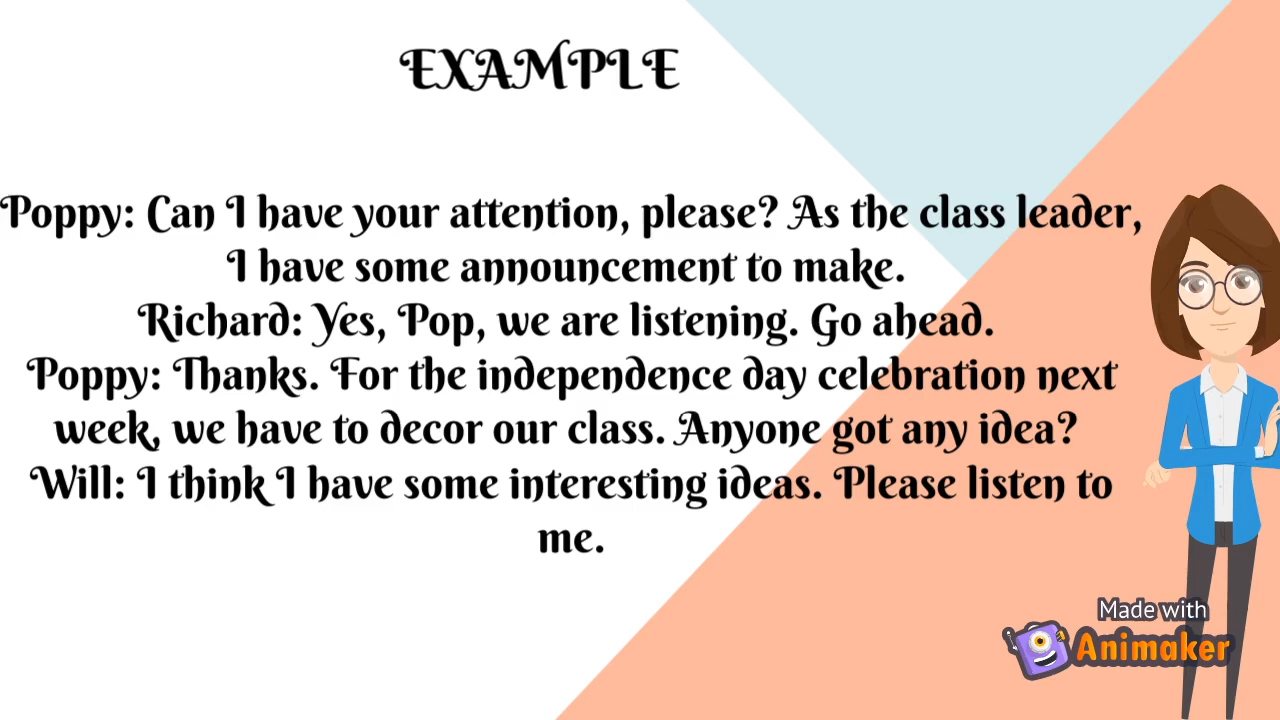 EXAMPLE
Poppy: Can I have your attention, please? As the class leader,
I have some announcement to make.
Richard: Yes, Pop, we are listening. Go ahead.
Poppy: Thanks. For the independence day celebration next
week, we have to decor our class. Anyone got any idea?
Will: I think I have some interesting ideas. Please listen to
me.
Made with
Animaker